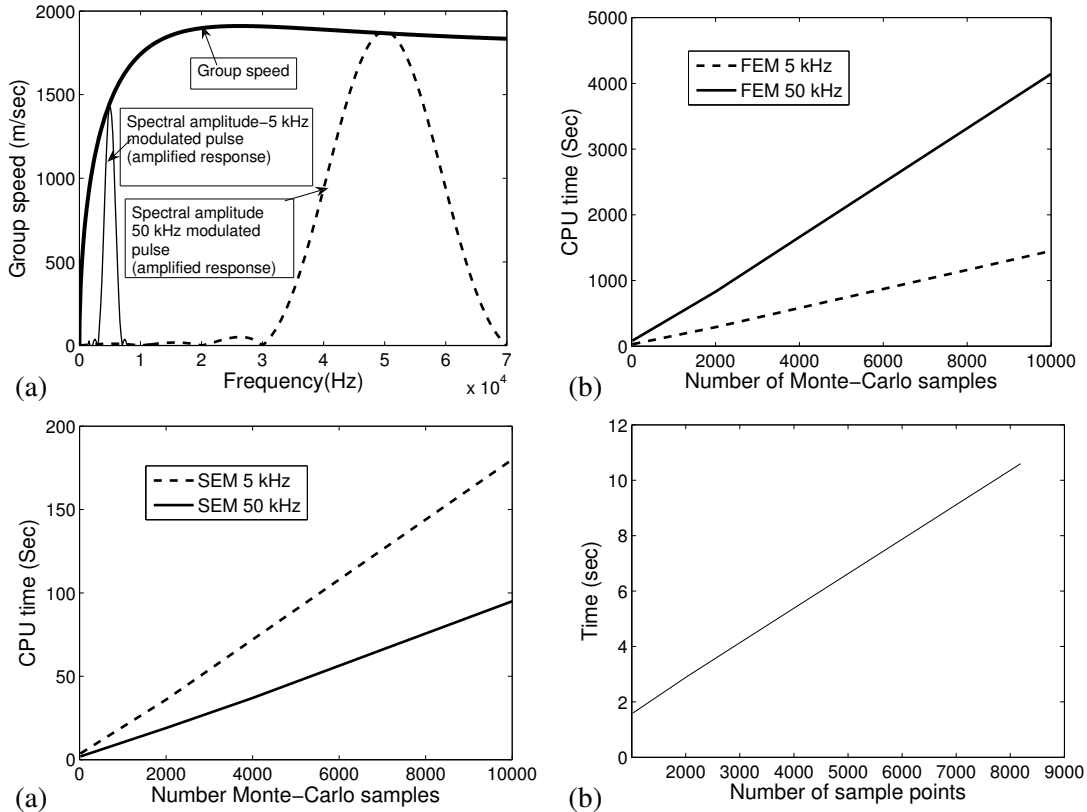 2000
1500
1000
500
0
Group speed (m/sec)
Group speed
Spectral amplitude−5 kHz
modulated pulse
(amplified response)
Spectral amplitude
50 kHz modulated
pulse
(amplified response)
0 1 2 3 4 5 6 7
x 10^4
Frequency(Hz)
(a)
5000
4000
3000
2000
1000
0
CPU time (Sec)
FEM 5 kHz
FEM 50 kHz
0 2000 4000 6000 8000 10000
Number of Monte−Carlo samples
(b)
200
150
100
50
0
CPU time (Sec)
SEM 5 kHz
SEM 50 kHz
0 2000 4000 6000 8000 10000
Number Monte−Carlo samples
(a)
12
10
8
6
4
2
0
Time (sec)
2000 3000 4000 5000 6000 7000 8000 9000
Number of sample points
(b)